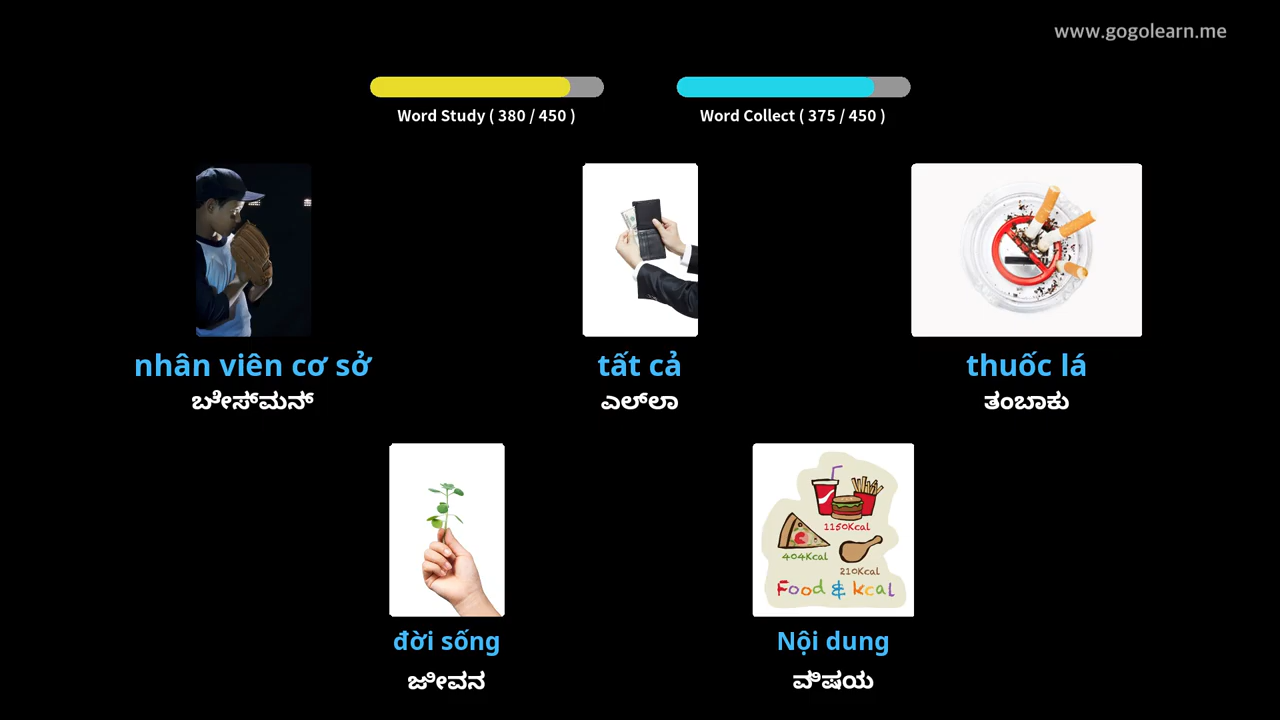 www.gogolearn.me
Word Study ( 380 / 450 )
Word Collect ( 375 / 450 )
nhân viên cơ sở
ಬೇಸ್‌ಮನ್
tất cả
ಎಲ್‌ಲಾ
thuốc lá
ತಂಬಾಕು
1150Kcal
404Kcal
210Kcal
Food & kcal
đời sống
ಜೀವನ
Nội dung
ವಿಷಯ